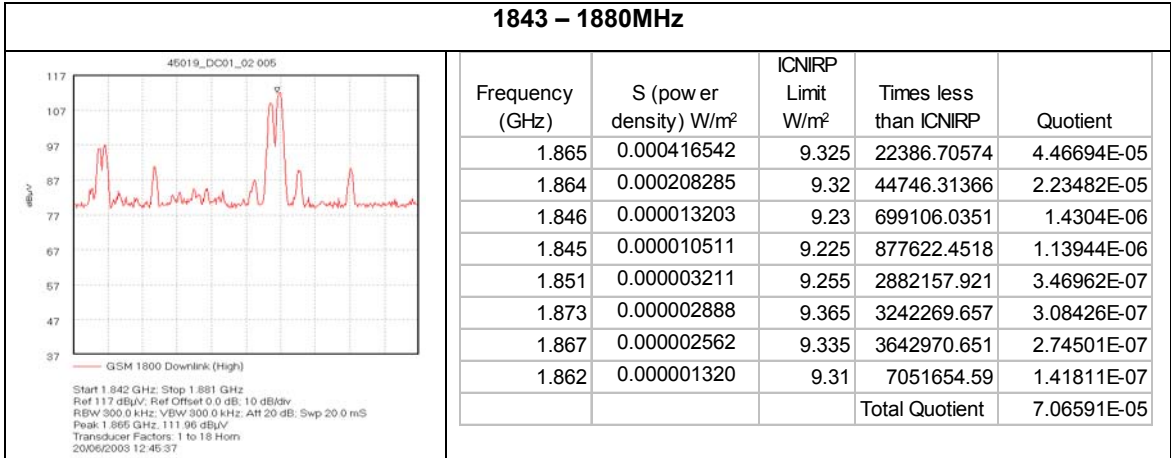 1843 – 1880MHz
45019_DC01_02 005
117
107
97
87
77
67
57
47
37
dBµV
GSM 1800 Downlink (High)
Start 1.842 GHz; Stop 1.881 GHz
Ref 117 dBµV; Ref Offset 0.0 dB; 10 dB/div
RBW 300.0 kHz; VBW 300.0 kHz; Att 20 dB; Swp 20.0 mS
Peak 1.865 GHz, 111.96 dBµV
Transducer Factors: 1 to 18 Horn
20/06/2003 12:45:37
Frequency (GHz) S (power density) W/m² ICNIRP Limit W/m² Times less than ICNIRP Quotient
1.865 0.000416542 9.325 22386.70574 4.46694E-05
1.864 0.000208285 9.32 44746.31366 2.23482E-05
1.846 0.000013203 9.23 699106.0351 1.4304E-06
1.845 0.000010511 9.225 877622.4518 1.13944E-06
1.851 0.000003211 9.255 2882157.921 3.46962E-07
1.873 0.000002888 9.365 3242269.657 3.08426E-07
1.867 0.000002562 9.335 3642970.651 2.74501E-07
1.862 0.000001320 9.31 7051654.59 1.41811E-07
Total Quotient 7.06591E-05